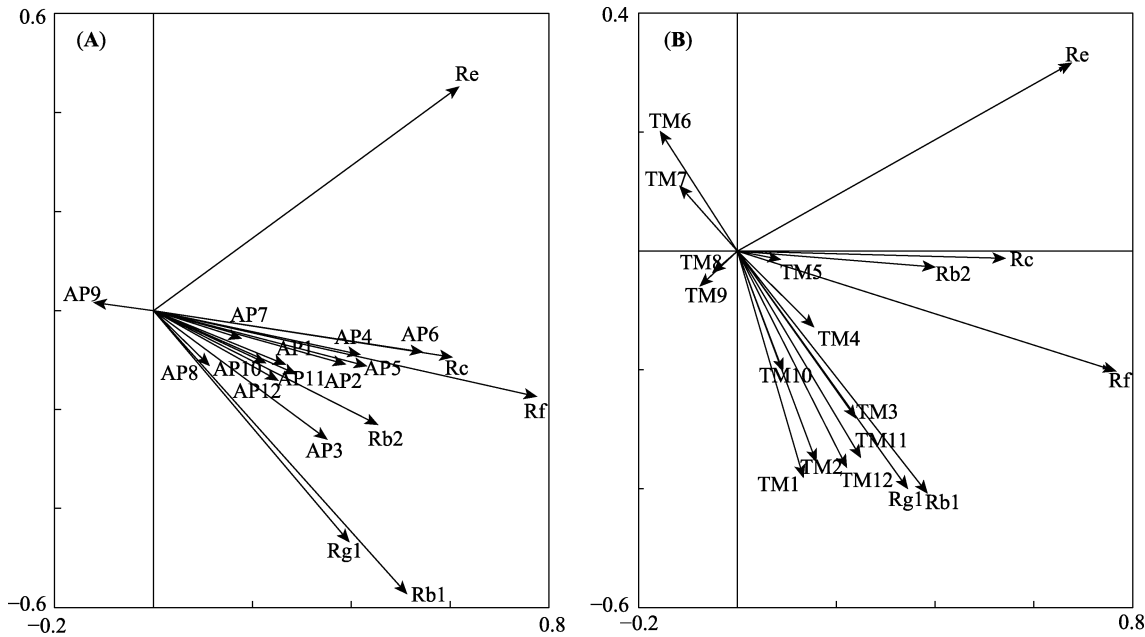 0.6
(A)
Re
AP9
AP7
AP4
AP6
AP1
Rc
AP8
AP10
AP11
AP2
AP5
AP12
Rf
AP3
Rb2
Rg1
Rb1
−0.6
−0.2
0.8
0.4
(B)
Re
TM6
TM7
TM8
TM5
Rb2
Rc
TM9
TM4
TM10
Rf
TM3
TM11
TM1
TM2
TM12
Rg1
Rb1
−0.6
−0.2
0.8